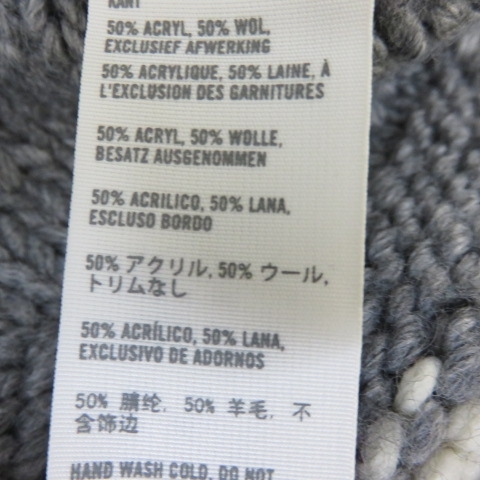 KANT
50% ACRYL, 50% WOL,
EXCLUSIEF AFWERKING
50% ACRYLIQUE, 50% LAINE, À
L'EXCLUSION DES GARNITURES
50% ACRYL, 50% WOLLE,
BESATZ AUSGENOMMEN
50% ACRILICO, 50% LANA,
ESCLUSO BORDO
50% アクリル, 50% ウール,
トリムなし
50% ACRÍLICO, 50% LANA,
EXCLUSIVO DE ADORNOS
50% 腈纶, 50% 羊毛, 不
含饰边
HAND WASH COLD, DO NOT